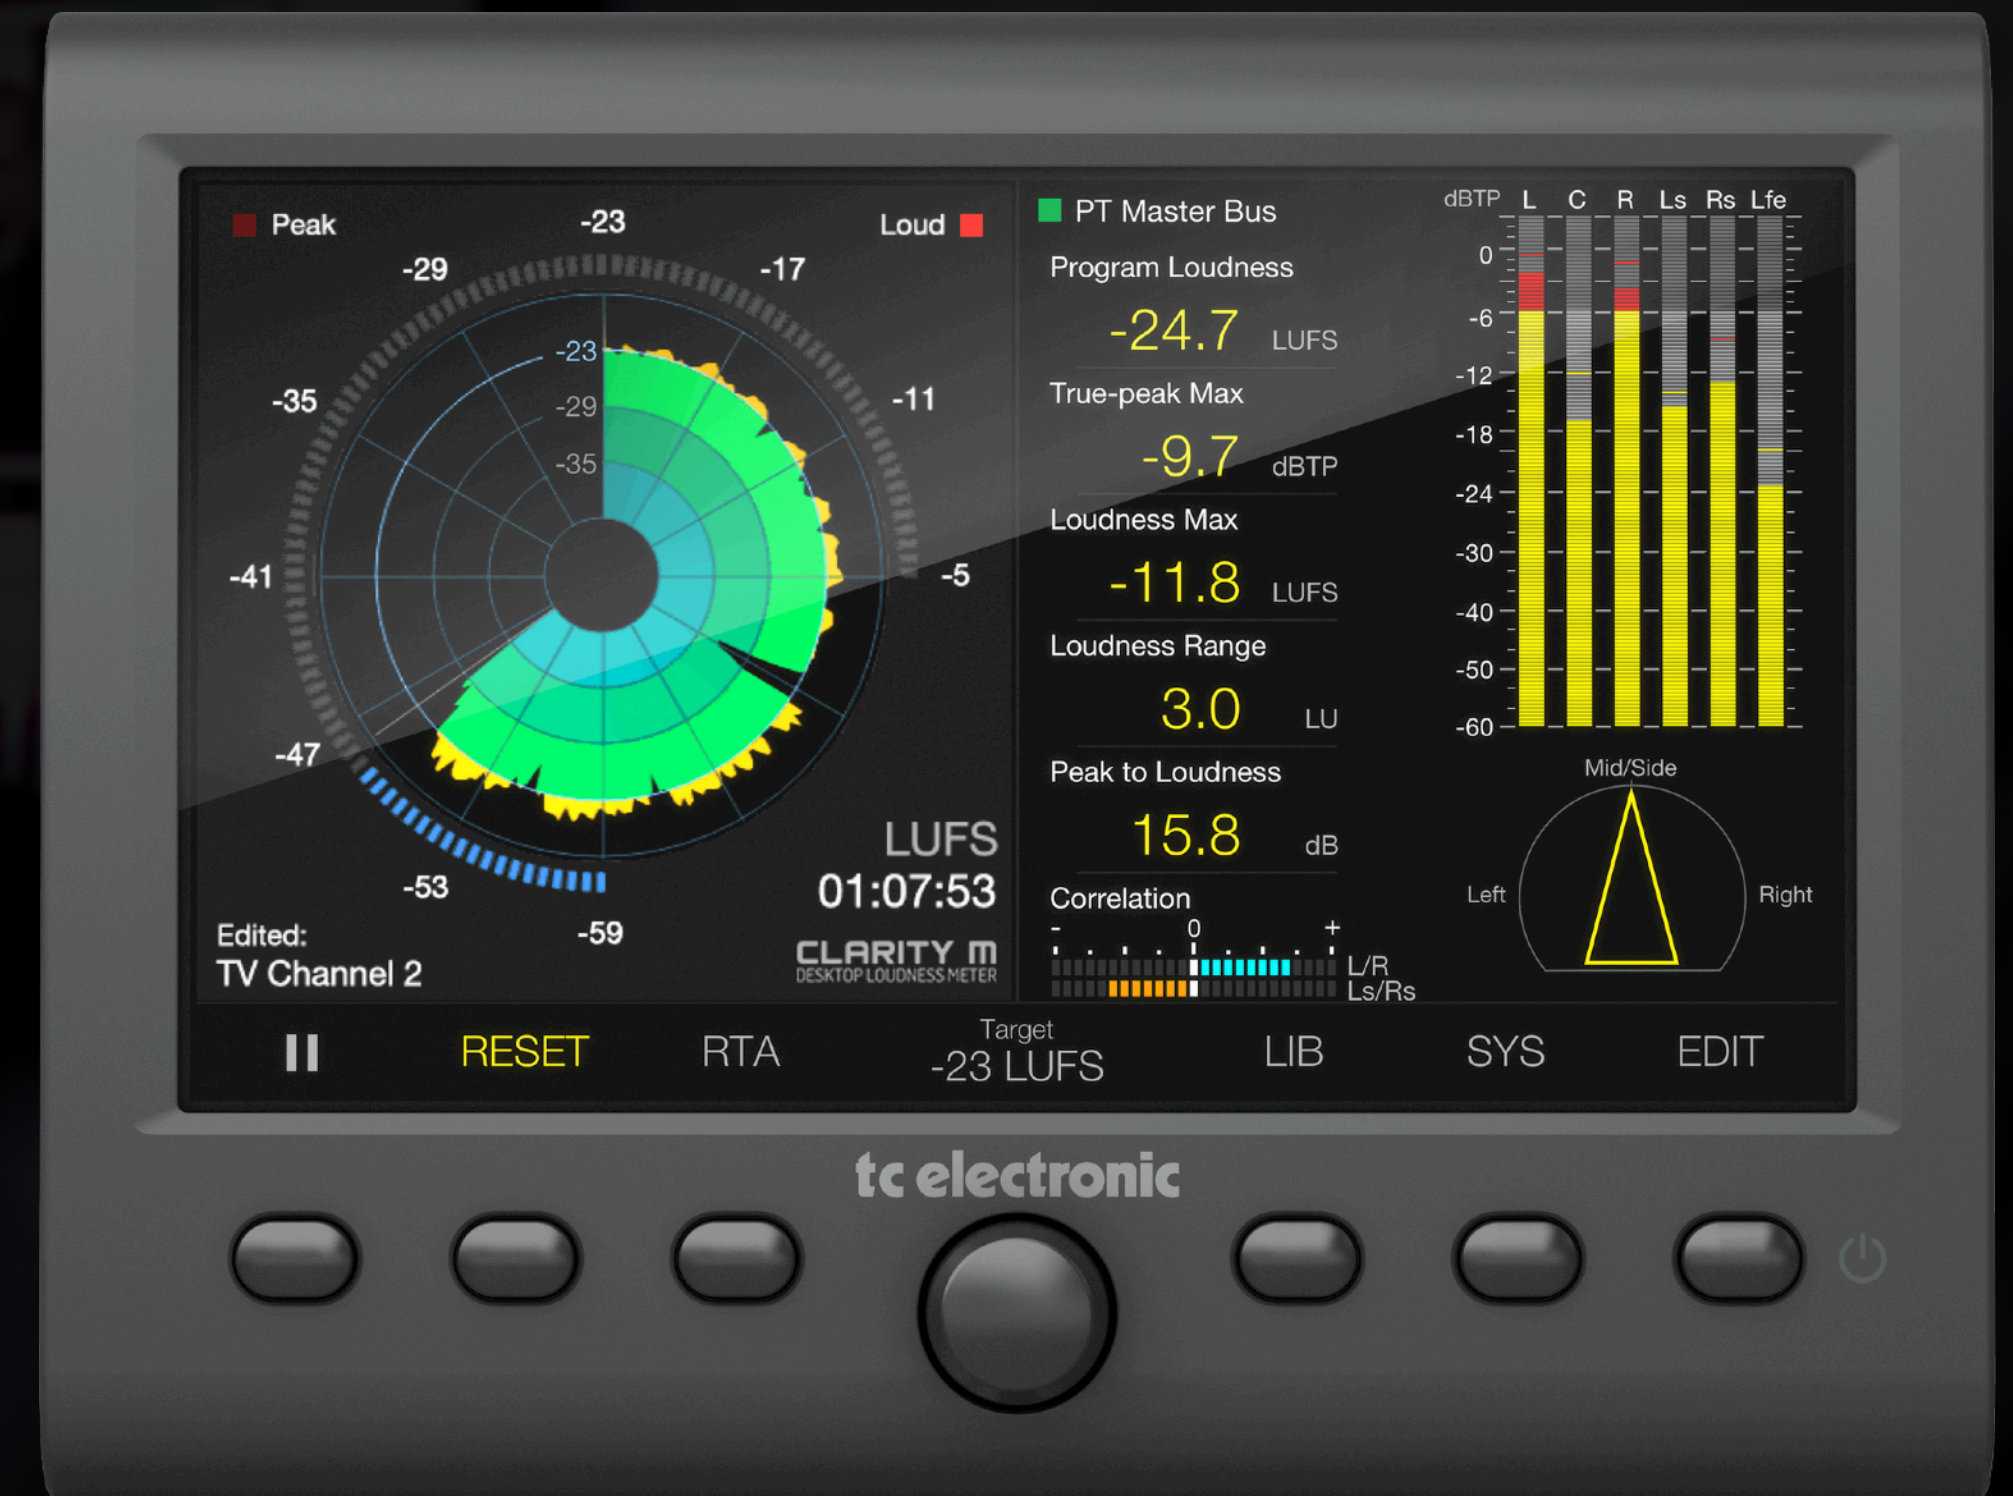 Peak
Loud
-23
-29
-17
-35
-11
-41
-5
-47
-53
-59
-23
-29
-35
LUFS
01:07:53
CLARITY M
DESKTOP LOUDNESS METER
Edited:
TV Channel 2
PT Master Bus
Program Loudness
-24.7 LUFS
True-peak Max
-9.7 dBTP
Loudness Max
-11.8 LUFS
Loudness Range
3.0 LU
Peak to Loudness
15.8 dB
Correlation
- 0 +
L/R
Ls/Rs
dBTP L C R Ls Rs Lfe
0
-6
-12
-18
-24
-30
-40
-50
-60
Mid/Side
Left
Right
RESET
RTA
Target
-23 LUFS
LIB
SYS
EDIT
tc electronic